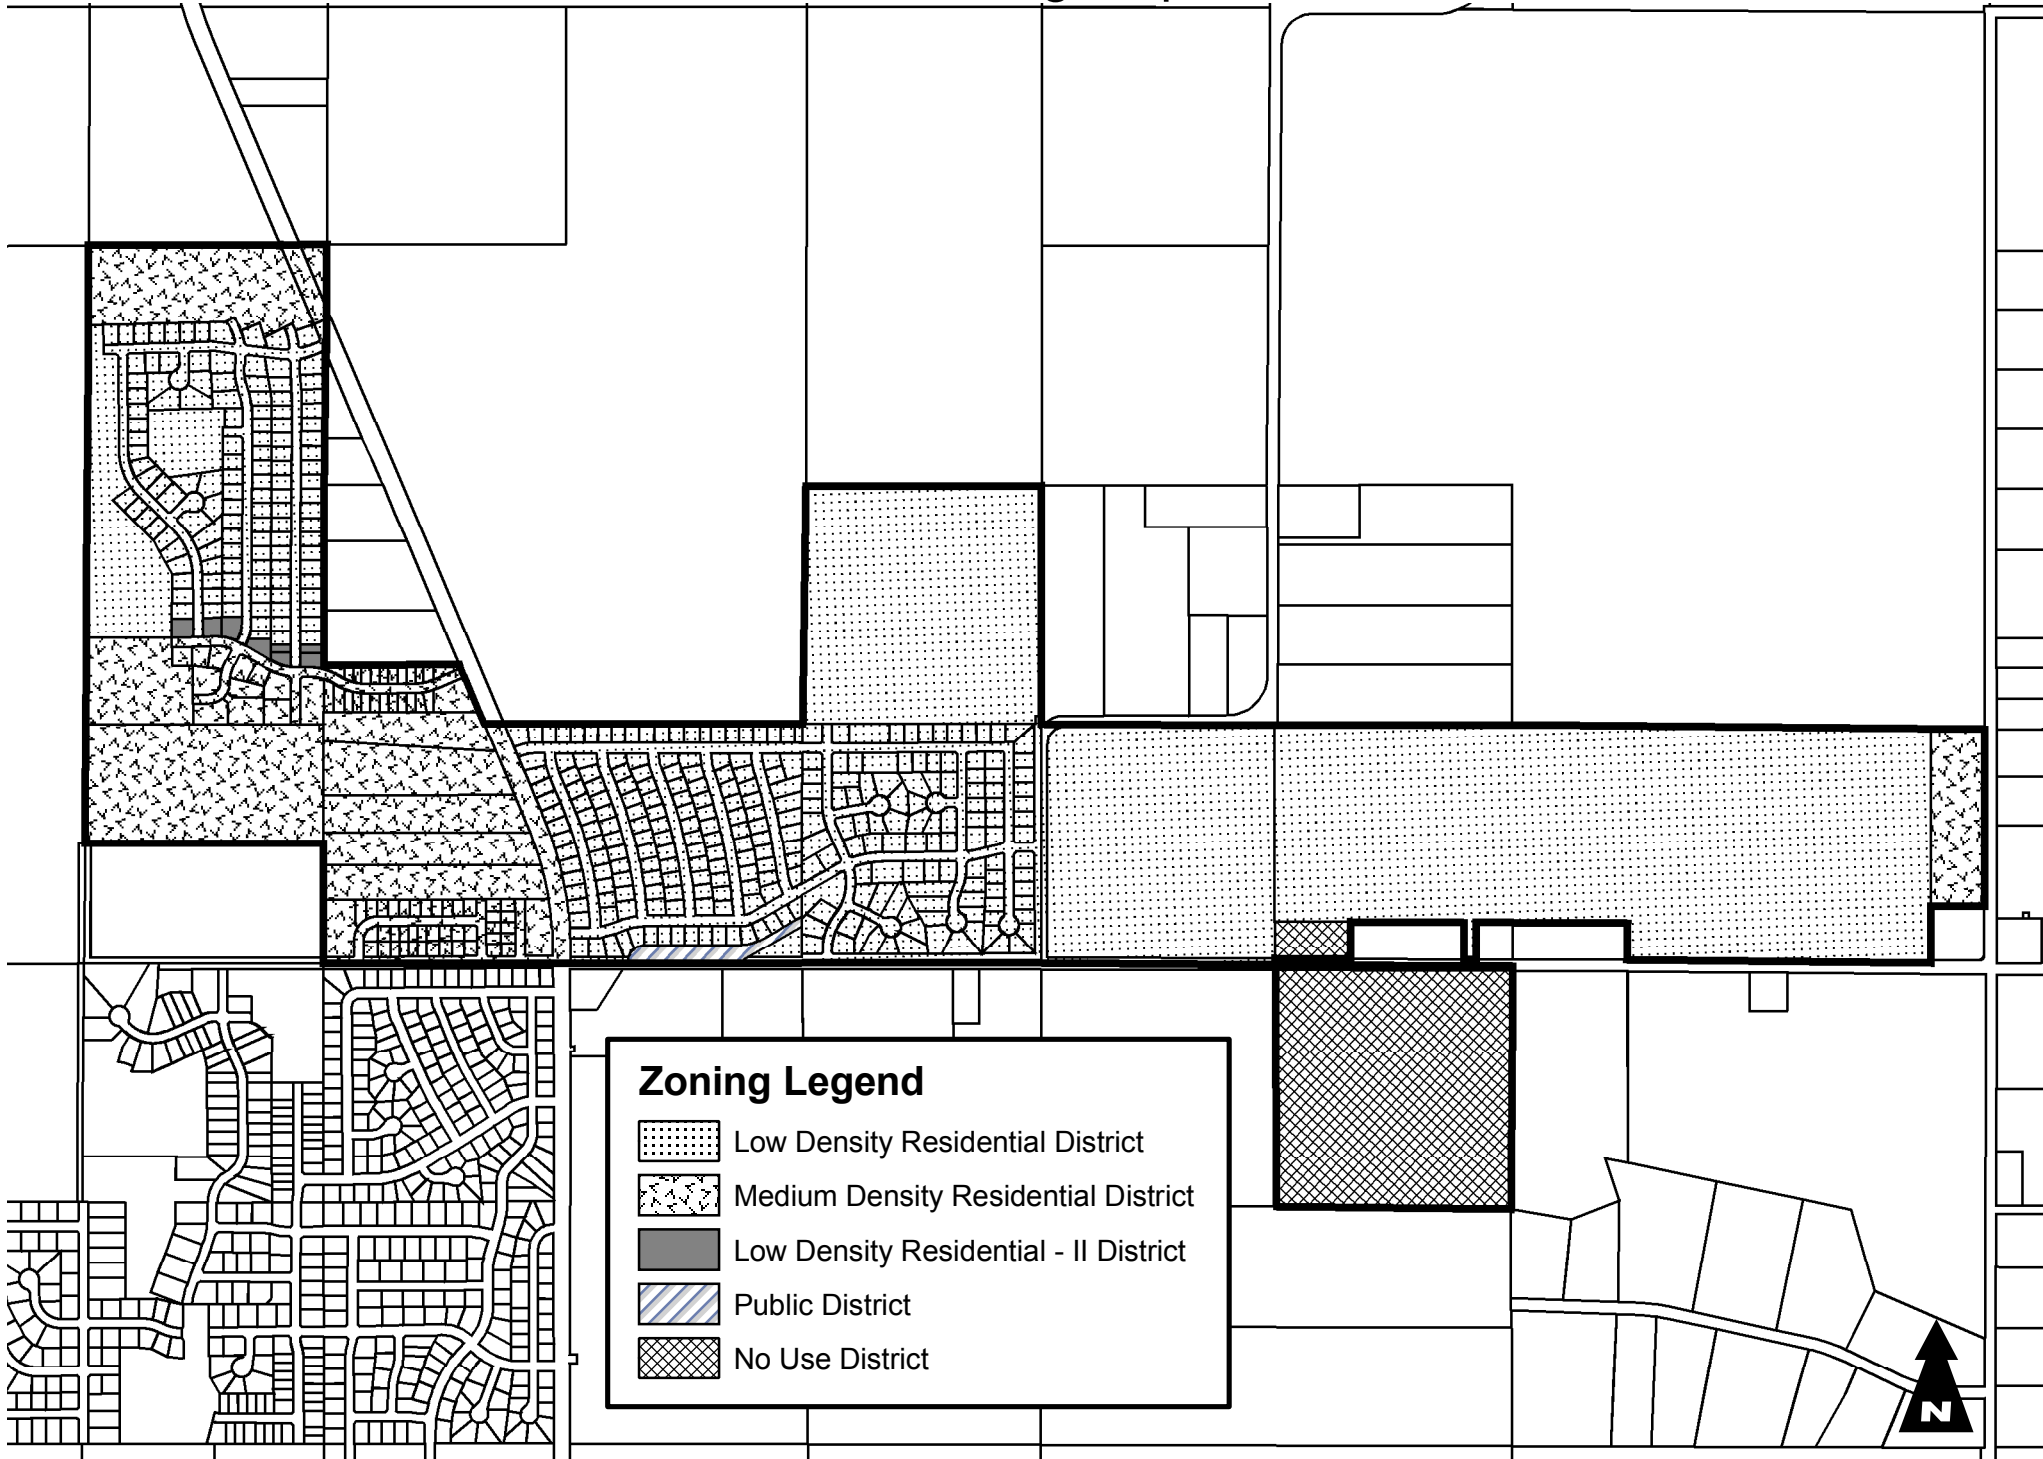 Zoning Legend
Low Density Residential District
Medium Density Residential District
Low Density Residential - II District
Public District
No Use District
N